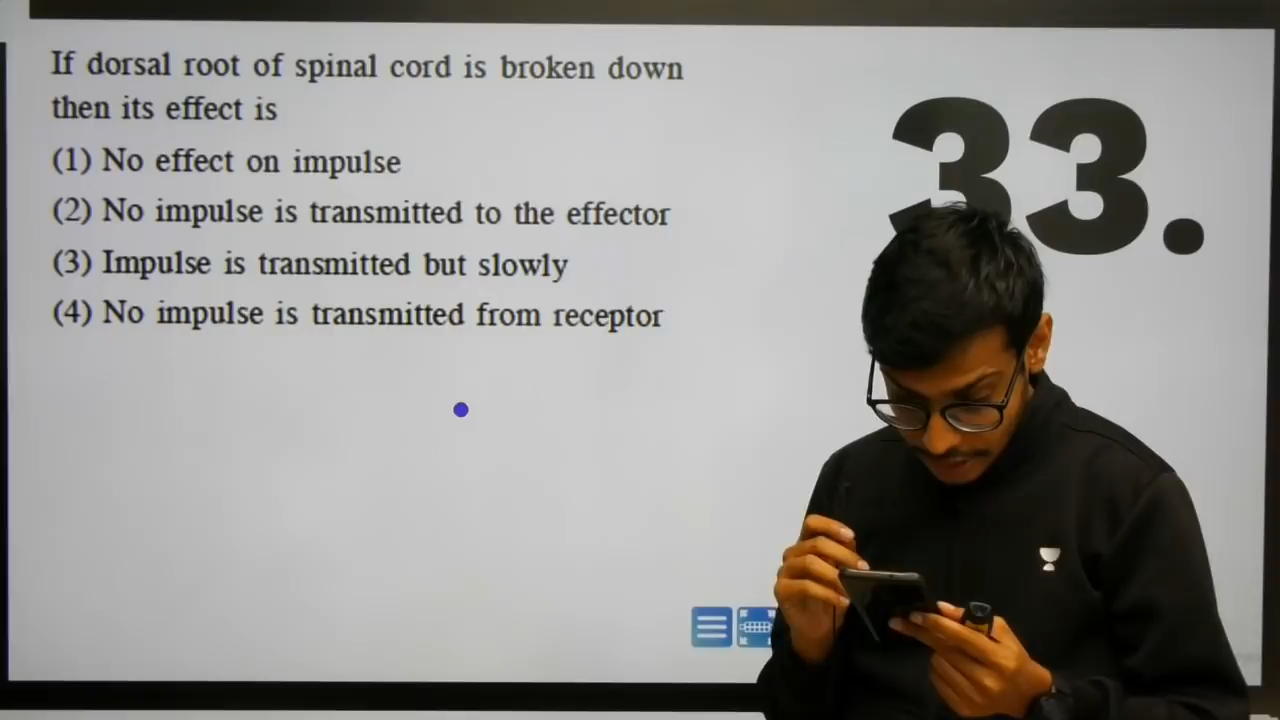 If dorsal root of spinal cord is broken down
then its effect is
(1) No effect on impulse
(2) No impulse is transmitted to the effector
(3) Impulse is transmitted but slowly
(4) No impulse is transmitted from receptor
33.